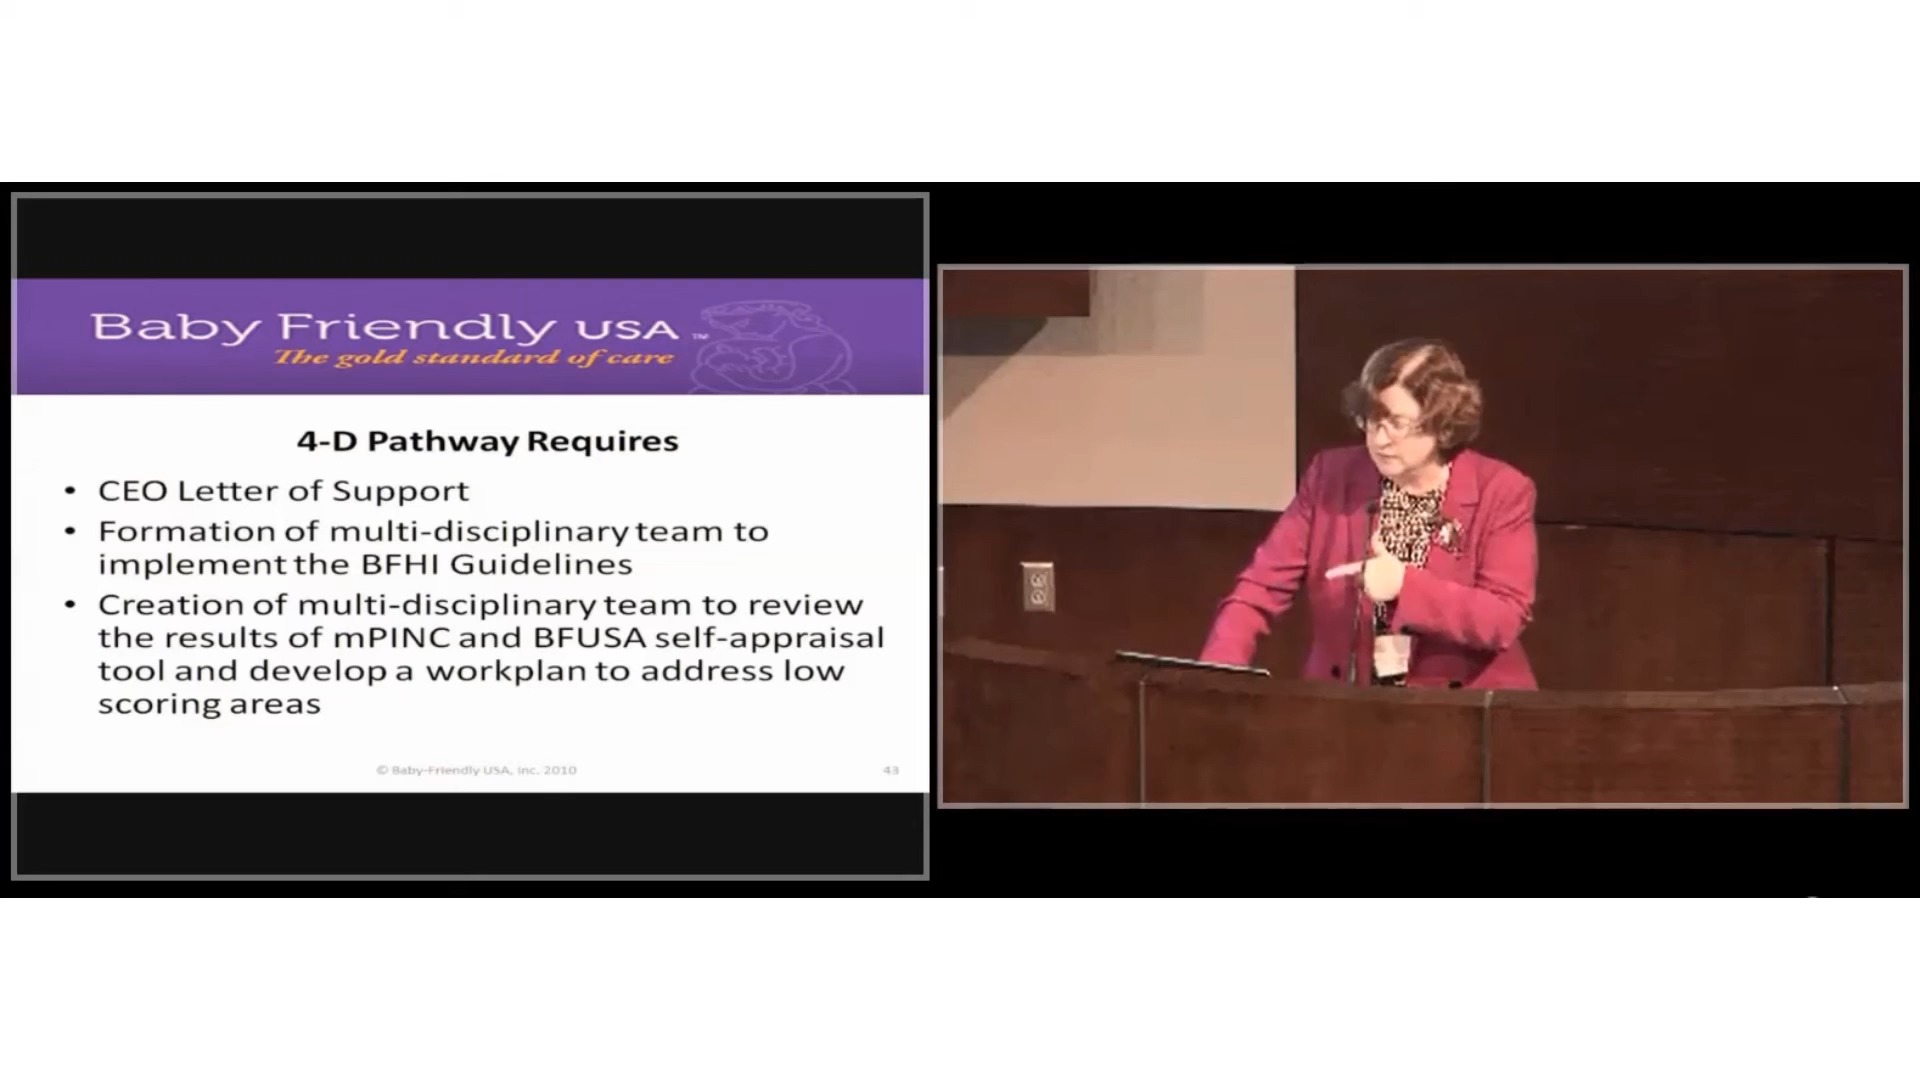 Baby Friendly USA™
The gold standard of care
4-D Pathway Requires
• CEO Letter of Support
• Formation of multi-disciplinary team to
implement the BFHI Guidelines
• Creation of multi-disciplinary team to review
the results of mPINC and BFUSA self-appraisal
tool and develop a workplan to address low
scoring areas
© Baby-Friendly USA, Inc. 2010
43